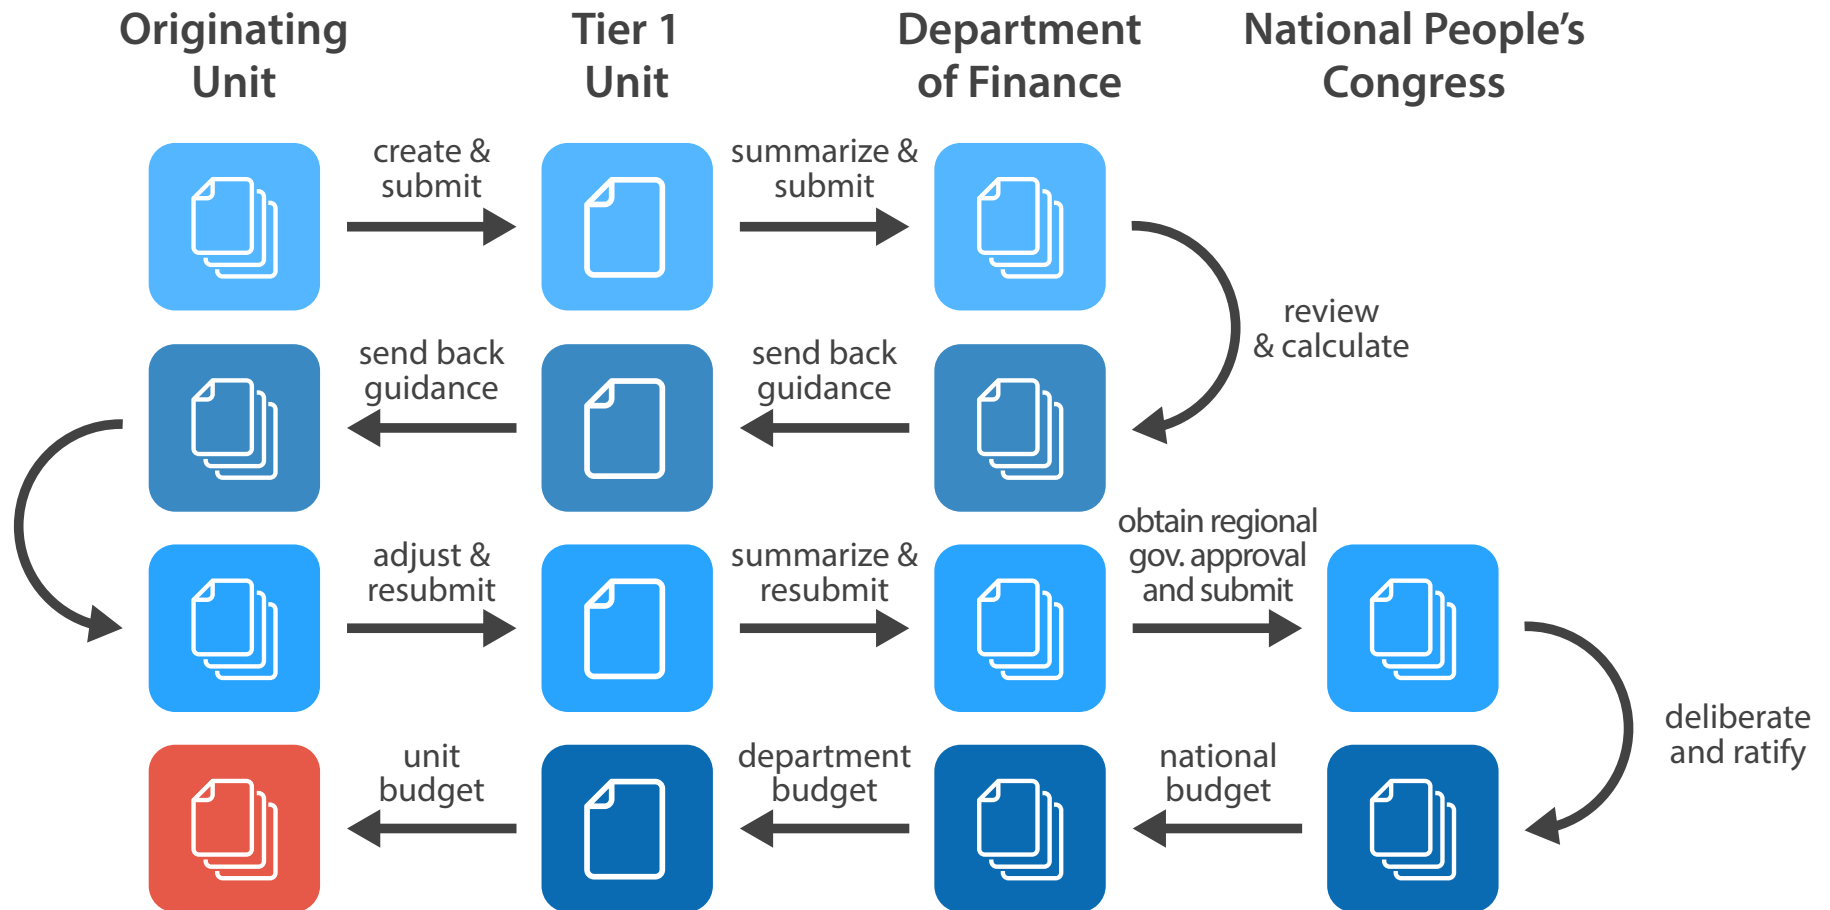 Originating
Unit
Tier 1
Unit
Department
of Finance
National People's
Congress
create &
submit
summarize &
submit
review
& calculate
send back
guidance
send back
guidance
adjust &
resubmit
summarize &
resubmit
obtain regional
gov. approval
and submit
deliberate
and ratify
unit
budget
department
budget
national
budget